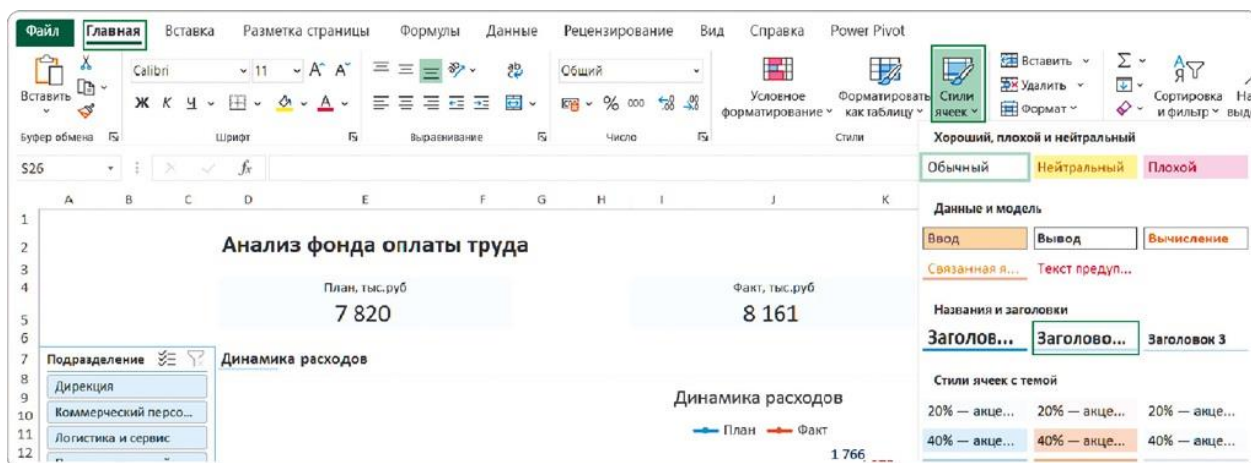 Файл Главная Вставка Разметка страницы Формулы Данные Рецензирование Вид Справка Power Pivot
Вставить
Calibri 11 A A
Ж К Ч
Общий
% 000
Условное форматирование
Форматировать как таблицу
Стили ячеек
Вставить
Удалить
Формат
Сортировка и фильтр
Буфер обмена Шрифт Выравнивание Число Стили
Хороший, плохой и нейтральный
Обычный Нейтральный Плохой
Данные и модель
Ввод Вывод Вычисление
Связанная я... Текст предуп...
Названия и заголовки
Заголов... Заголово... Заголовок 3
Стили ячеек с темой
20% — акце... 20% — акце... 20% — акце...
40% — акце... 40% — акце... 40% — акце...
S26 fx
A B C D E F G H I J K
1
2 Анализ фонда оплаты труда
3
4 План, тыс.руб Факт, тыс.руб
5 7 820 8 161
6
7 Подразделение Динамика расходов
8 Дирекция
9 Динамика расходов
10 Коммерческий персо...
11 Логистика и сервис План Факт
12 1 766